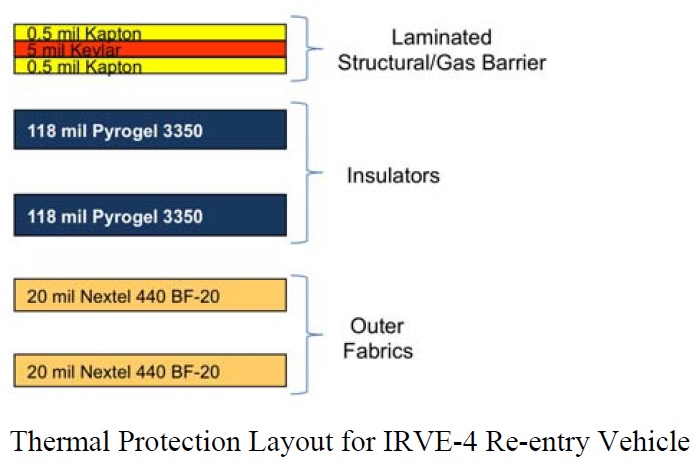 0.5 mil Kapton
5 mil Kevlar
0.5 mil Kapton
Laminated
Structural/Gas Barrier
118 mil Pyrogel 3350
118 mil Pyrogel 3350
Insulators
20 mil Nextel 440 BF-20
20 mil Nextel 440 BF-20
Outer
Fabrics
Thermal Protection Layout for IRVE-4 Re-entry Vehicle